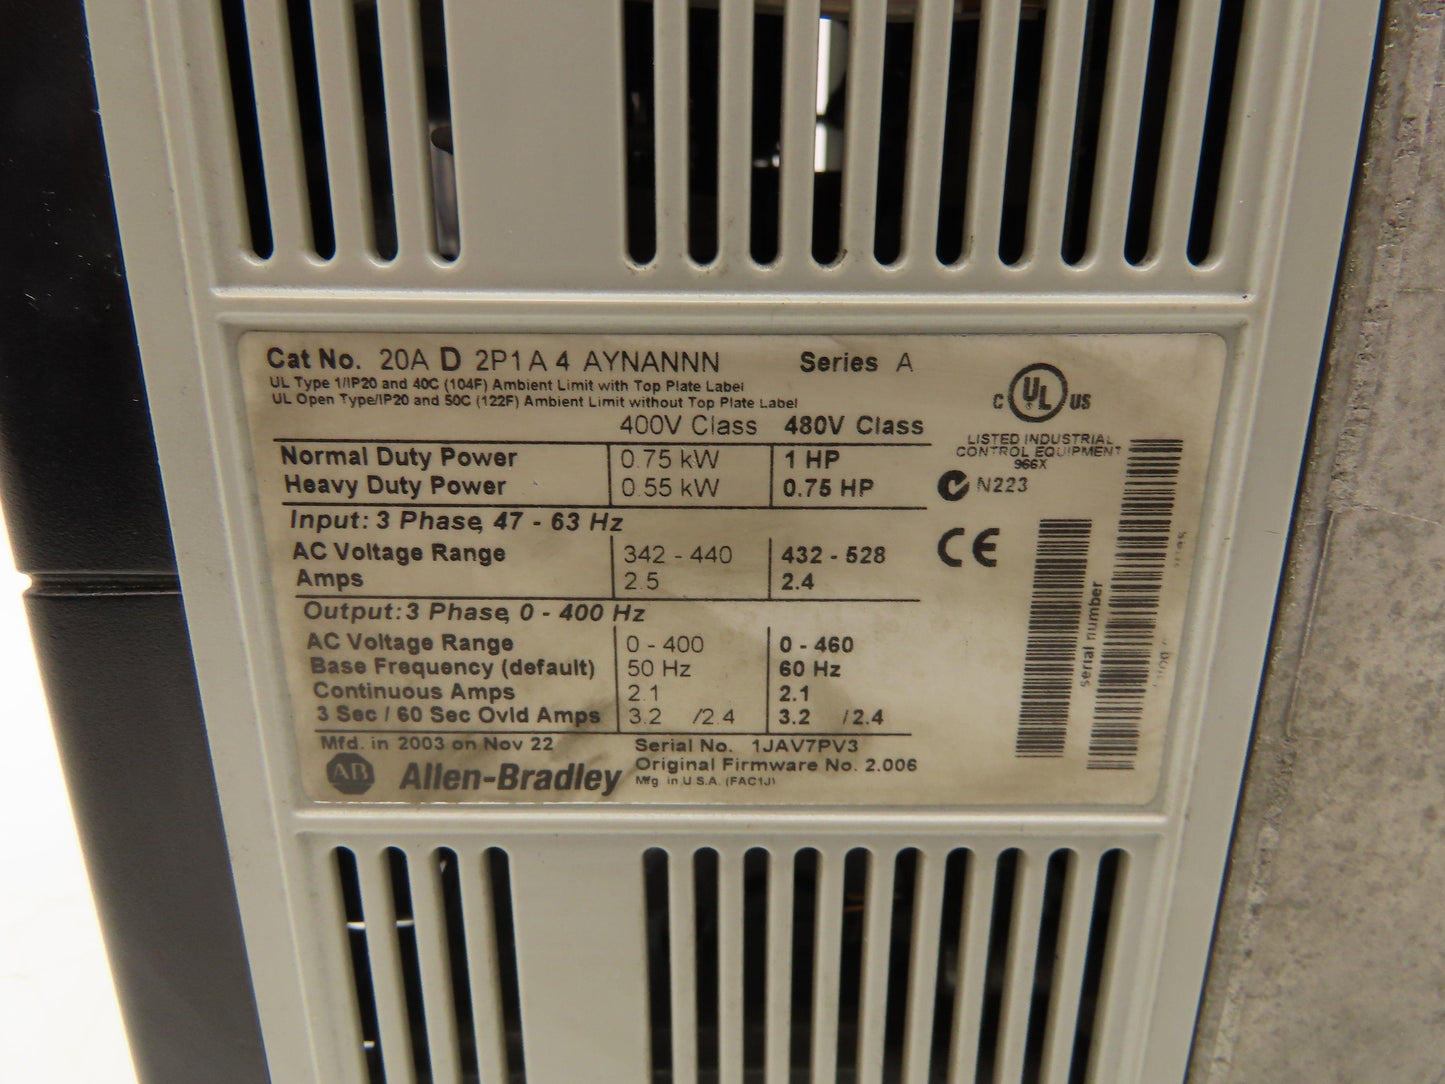 Cat No. 20A D 2P1 A 4 AYNANNN Series A
UL Type 1/IP20 and 40C (104F) Ambient Limit with Top Plate Label
UL Open Type/IP20 and 50C (122F) Ambient Limit without Top Plate Label
400V Class 480V Class
Normal Duty Power 0.75 kW 1 HP
Heavy Duty Power 0.55 kW 0.75 HP
Input: 3 Phase, 47 - 63 Hz
AC Voltage Range 342 - 440 432 - 528
Amps 2.5 2.4
Output: 3 Phase, 0 - 400 Hz
AC Voltage Range 0 - 400 0 - 460
Base Frequency (default) 50 Hz 60 Hz
Continuous Amps 2.1 2.1
3 Sec / 60 Sec Ovld Amps 3.2 /2.4 3.2 /2.4
Mfd. in 2003 on Nov 22 Serial No. 1JAV7PV3
Original Firmware No. 2.006
AB Allen-Bradley Mfg in U.S.A. (FAC1J)
C UL US
LISTED INDUSTRIAL
CONTROL EQUIPMENT
966X
N223
CE
serial number